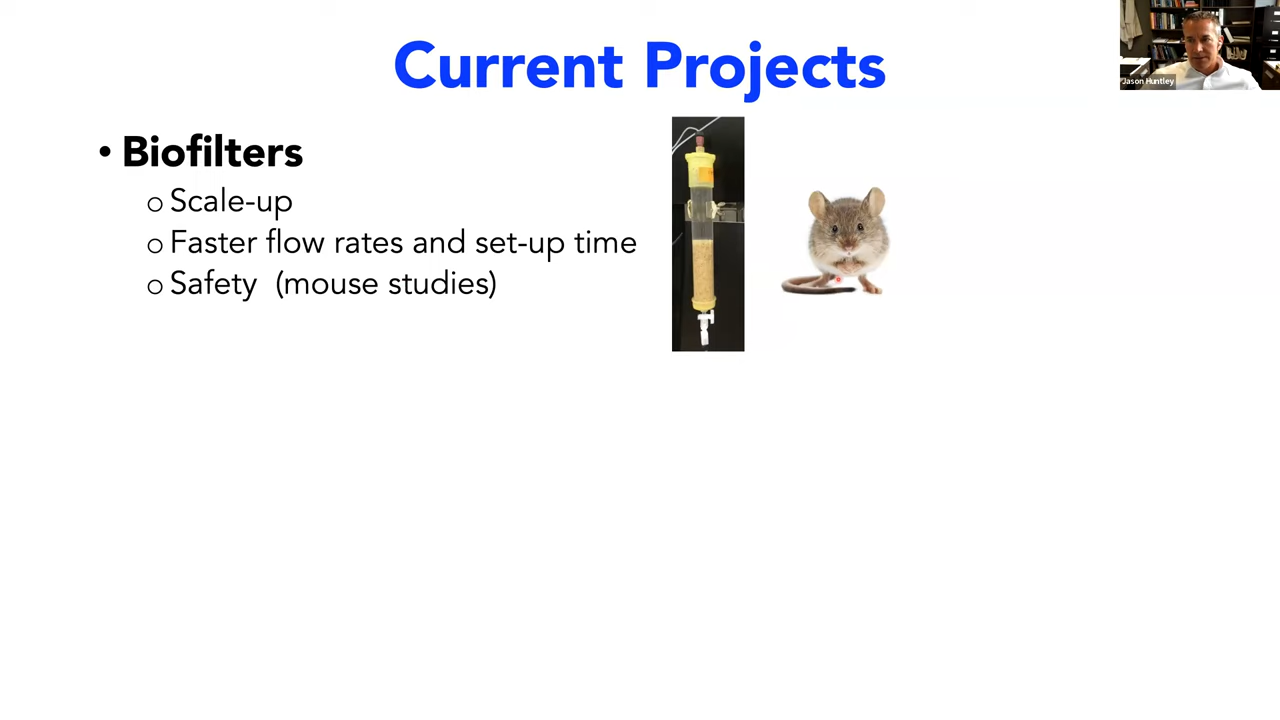 Current Projects
Jason Huntley
• Biofilters
o Scale-up
o Faster flow rates and set-up time
o Safety (mouse studies)